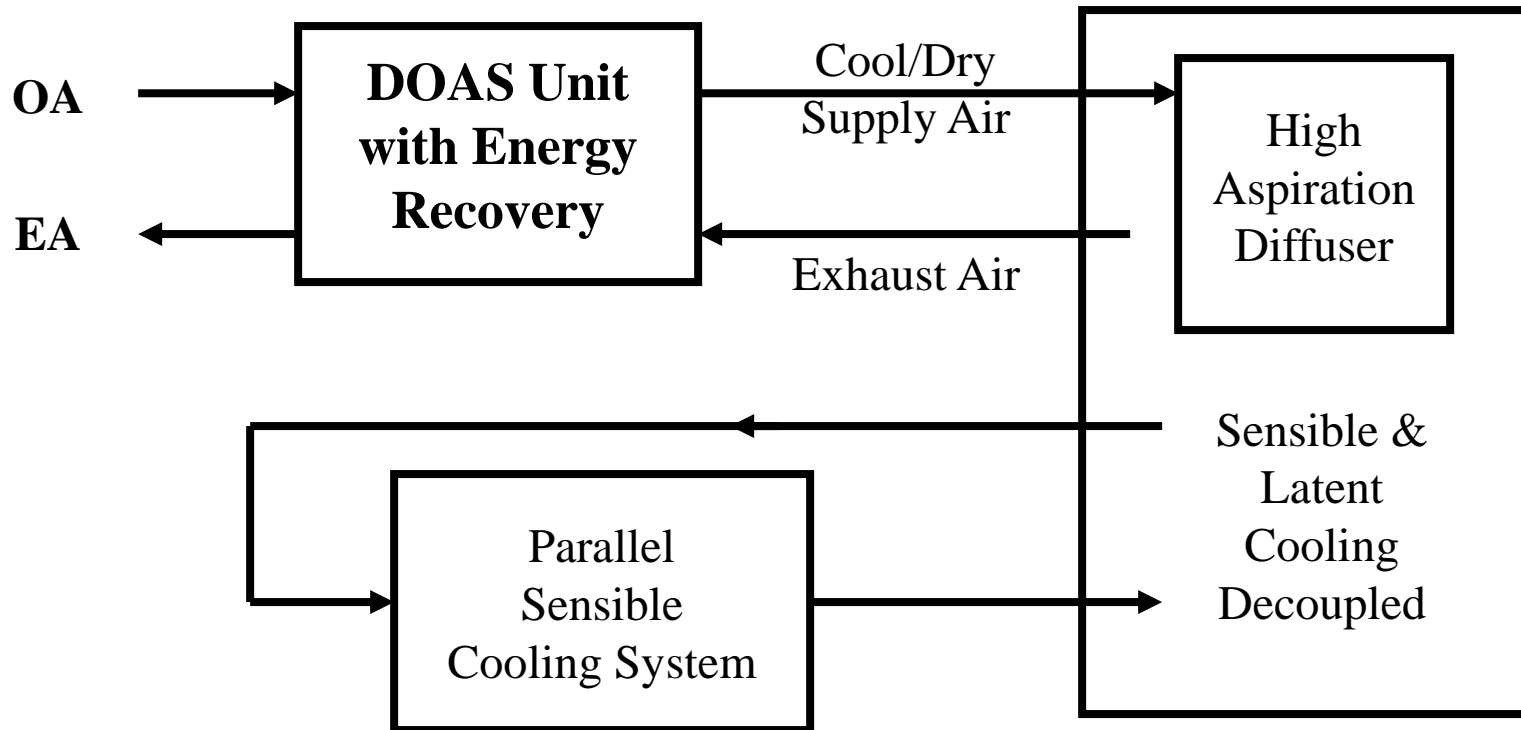 OA
DOAS Unit
with Energy
Recovery
EA
Cool/Dry
Supply Air
Exhaust Air
High
Aspiration
Diffuser
Parallel
Sensible
Cooling System
Sensible &
Latent
Cooling
Decoupled